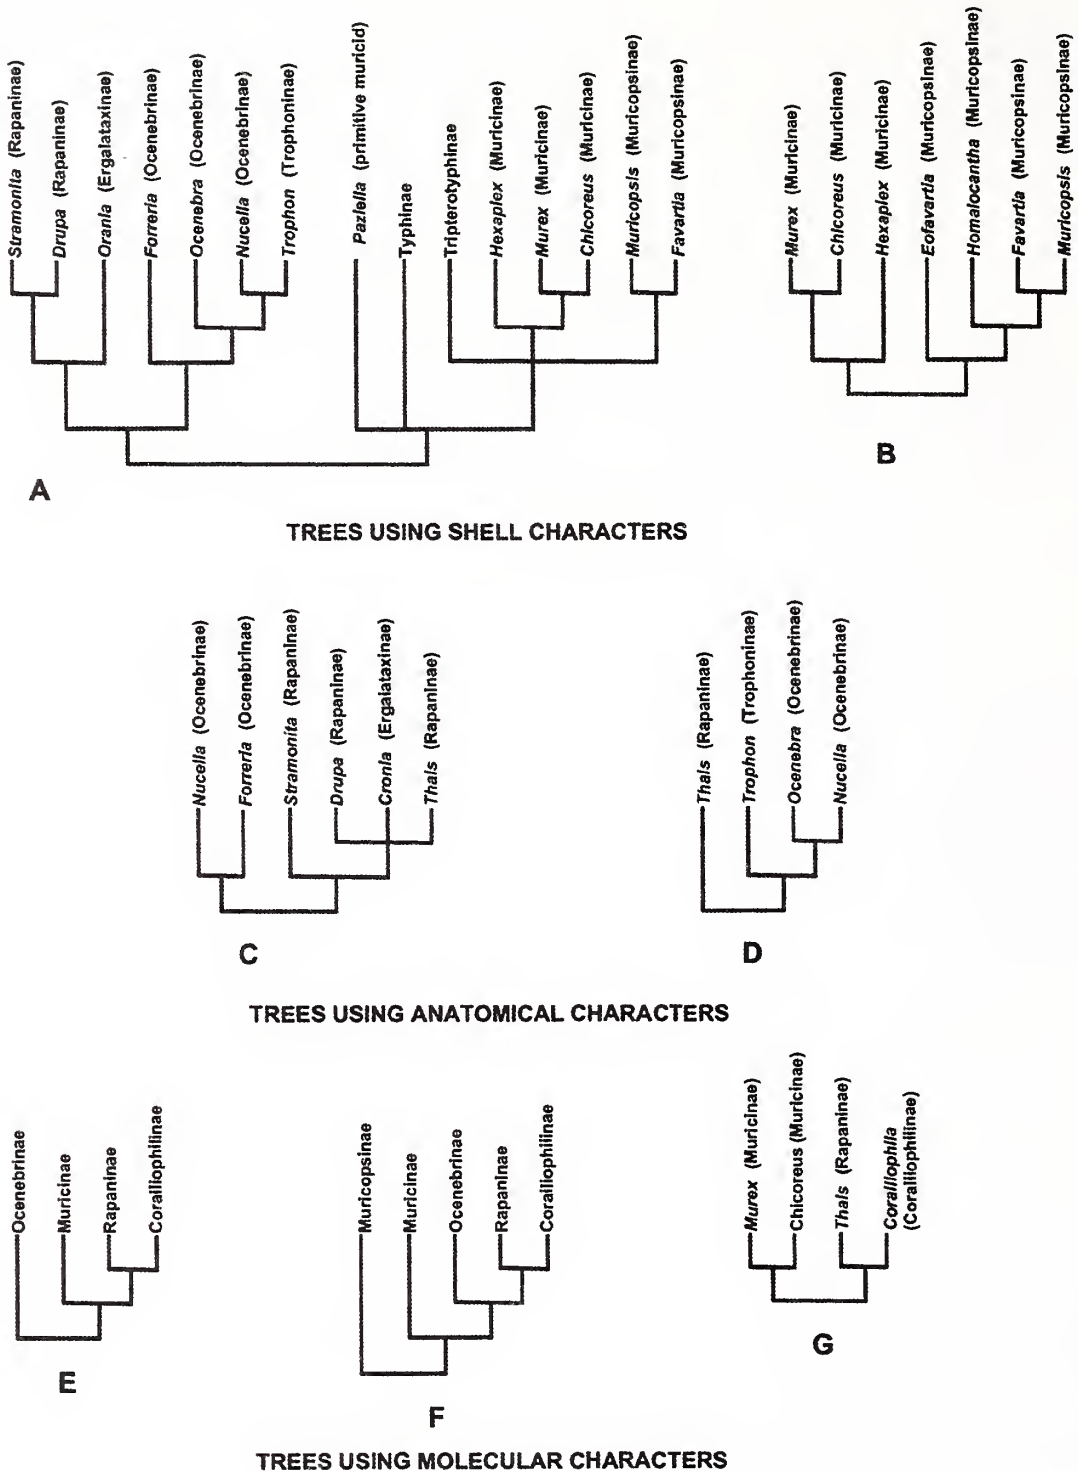 Stramonita (Rapaninae)
Drupa (Rapaninae)
Orania (Ergalataxinae)
Forreria (Ocenebrinae)
Ocenebra (Ocenebrinae)
Nucella (Ocenebrinae)
Trophon (Trophoninae)
Paziella (primitive muricid)
Typhinae
Tripterotyphinae
Hexaplex (Muricinae)
Murex (Muricinae)
Chicoreus (Muricinae)
Muricopsis (Muricopsinae)
Favartia (Muricopsinae)
A
Murex (Muricinae)
Chicoreus (Muricinae)
Hexaplex (Muricinae)
Eofavartia (Muricopsinae)
Homalocantha (Muricopsinae)
Favartia (Muricopsinae)
Muricopsis (Muricopsinae)
B
TREES USING SHELL CHARACTERS
Nucella (Ocenebrinae)
Forreria (Ocenebrinae)
Stramonita (Rapaninae)
Drupa (Rapaninae)
Cronia (Ergalataxinae)
Thais (Rapaninae)
C
Thais (Rapaninae)
Trophon (Trophoninae)
Ocenebra (Ocenebrinae)
Nucella (Ocenebrinae)
D
TREES USING ANATOMICAL CHARACTERS
Ocenebrinae
Muricinae
Rapaninae
Coralliophilinae
E
Muricopsinae
Muricinae
Ocenebrinae
Rapaninae
Coralliophilinae
F
Murex (Muricinae)
Chicoreus (Muricinae)
Thais (Rapaninae)
Coralliophila
(Coralliophilinae)
G
TREES USING MOLECULAR CHARACTERS